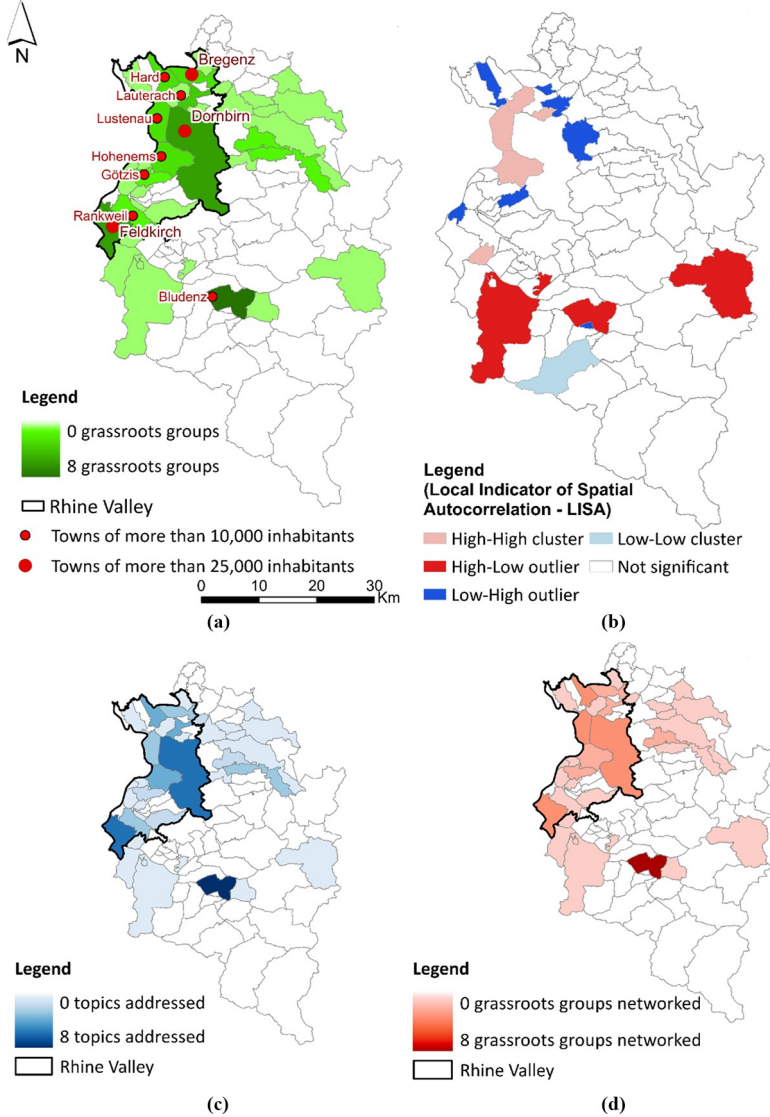 N
Bregenz
Hard
Lauterach
Lustenau
Dornbirn
Hohenems
Götzis
Rankweil
Feldkirch
Bludenz
Legend
0 grassroots groups
8 grassroots groups
Rhine Valley
Towns of more than 10,000 inhabitants
Towns of more than 25,000 inhabitants
0 10 20 30
Km
(a)
Legend
(Local Indicator of Spatial
Autocorrelation - LISA)
High-High cluster
Low-Low cluster
High-Low outlier
Not significant
Low-High outlier
(b)
Legend
0 topics addressed
8 topics addressed
Rhine Valley
(c)
Legend
0 grassroots groups networked
8 grassroots groups networked
Rhine Valley
(d)